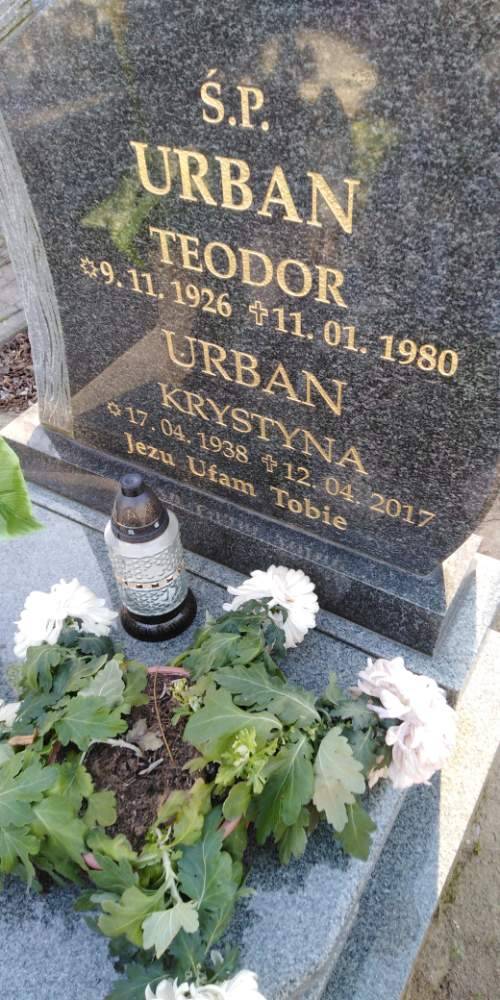 Ś.P.
URBAN
TEODOR
✡9. 11. 1926 ✝11. 01. 1980
URBAN
KRYSTYNA
✡17. 04. 1938 ✝12. 04. 2017
Jezu Ufam Tobie